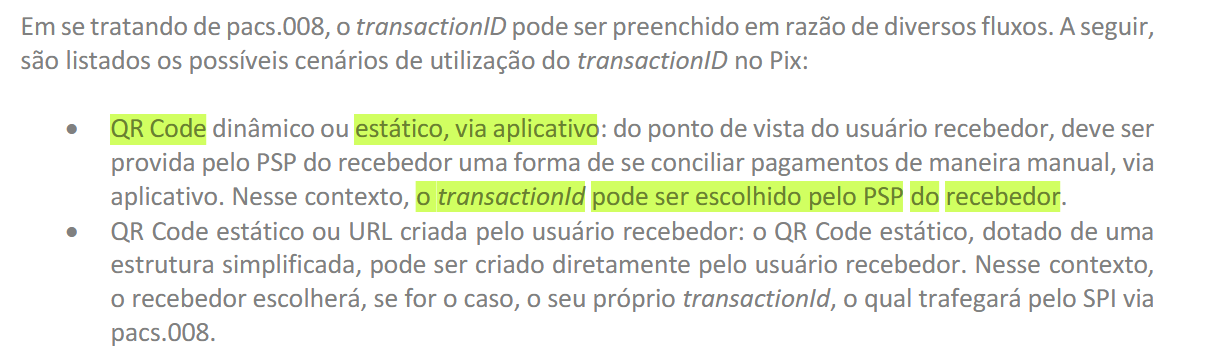 Em se tratando de pacs.008, o transactionID pode ser preenchido em razão de diversos fluxos. A seguir,
são listados os possíveis cenários de utilização do transactionID no Pix:
• QR Code dinâmico ou estático, via aplicativo: do ponto de vista do usuário recebedor, deve ser
provida pelo PSP do recebedor uma forma de se conciliar pagamentos de maneira manual, via
aplicativo. Nesse contexto, o transactionId pode ser escolhido pelo PSP do recebedor.
• QR Code estático ou URL criada pelo usuário recebedor: o QR Code estático, dotado de uma
estrutura simplificada, pode ser criado diretamente pelo usuário recebedor. Nesse contexto,
o recebedor escolherá, se for o caso, o seu próprio transactionId, o qual trafegará pelo SPI via
pacs.008.